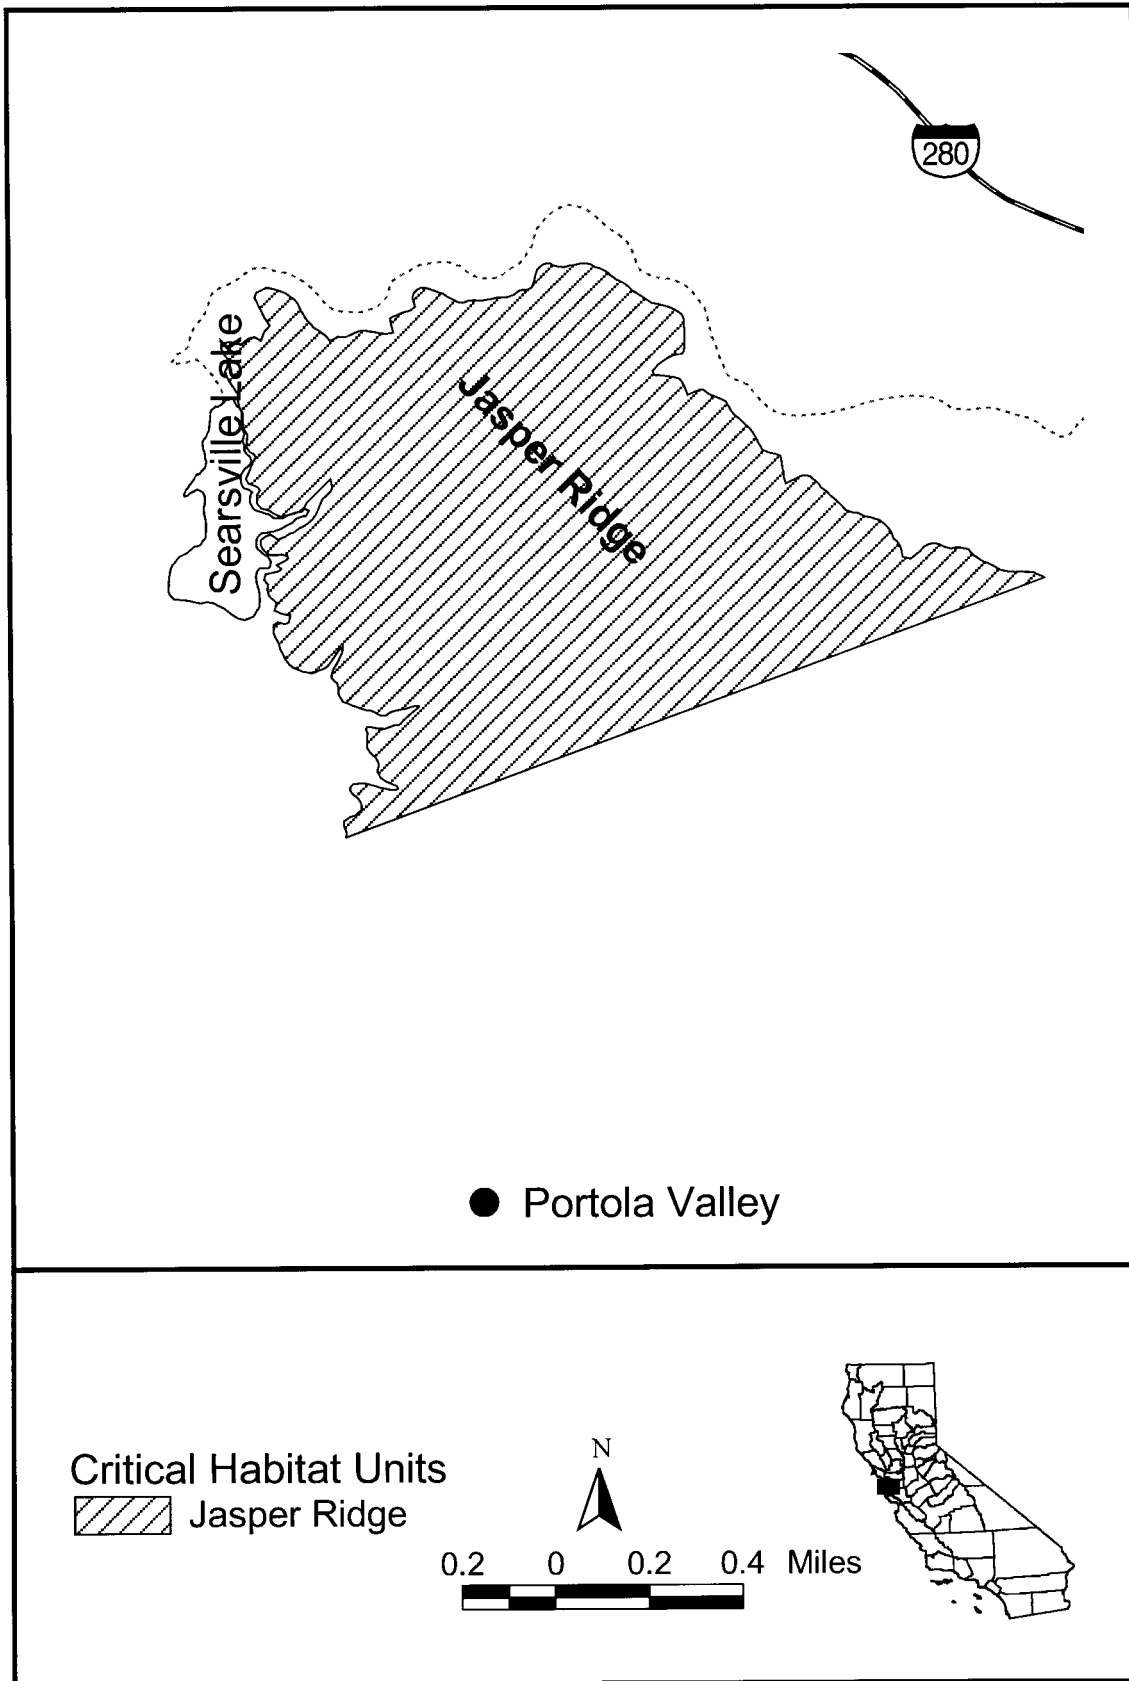 280
Searsville Lake
Jasper Ridge
Portola Valley
Critical Habitat Units
Jasper Ridge
N
0.2 0 0.2 0.4 Miles